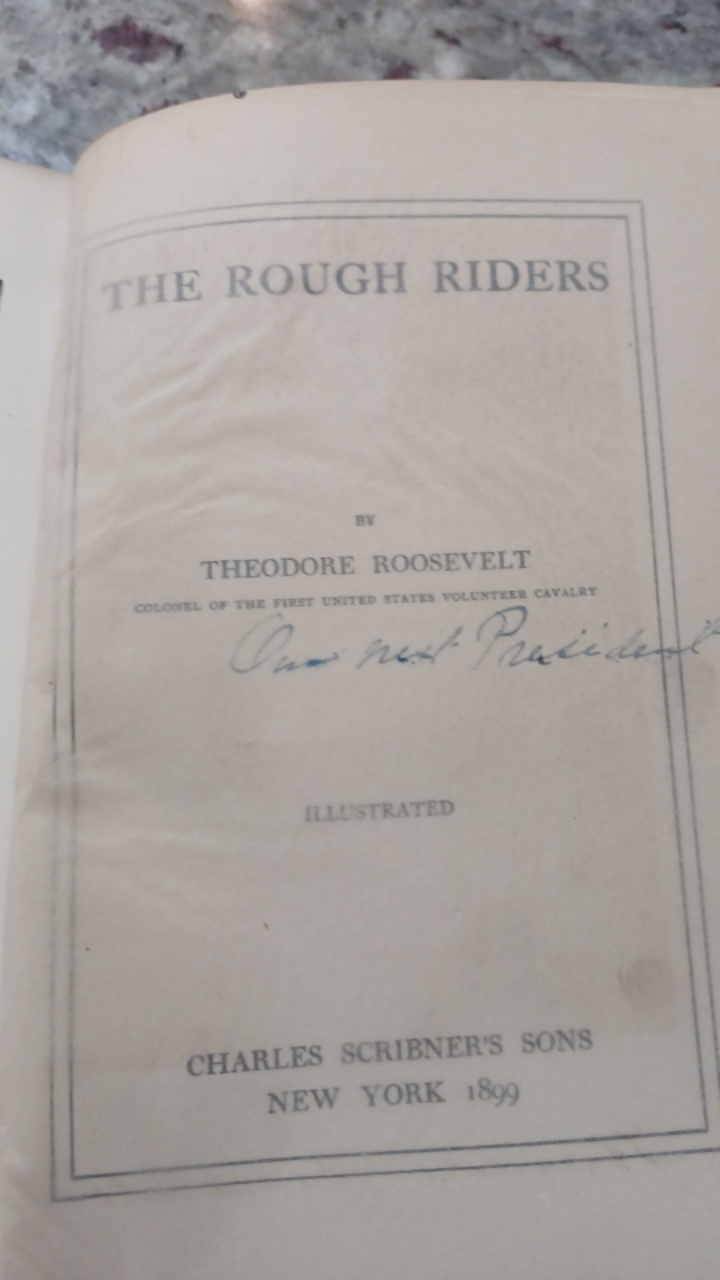 THE ROUGH RIDERS
BY
THEODORE ROOSEVELT
COLONEL OF THE FIRST UNITED STATES VOLUNTEER CAVALRY
Our next President
ILLUSTRATED
CHARLES SCRIBNER'S SONS
NEW YORK 1899